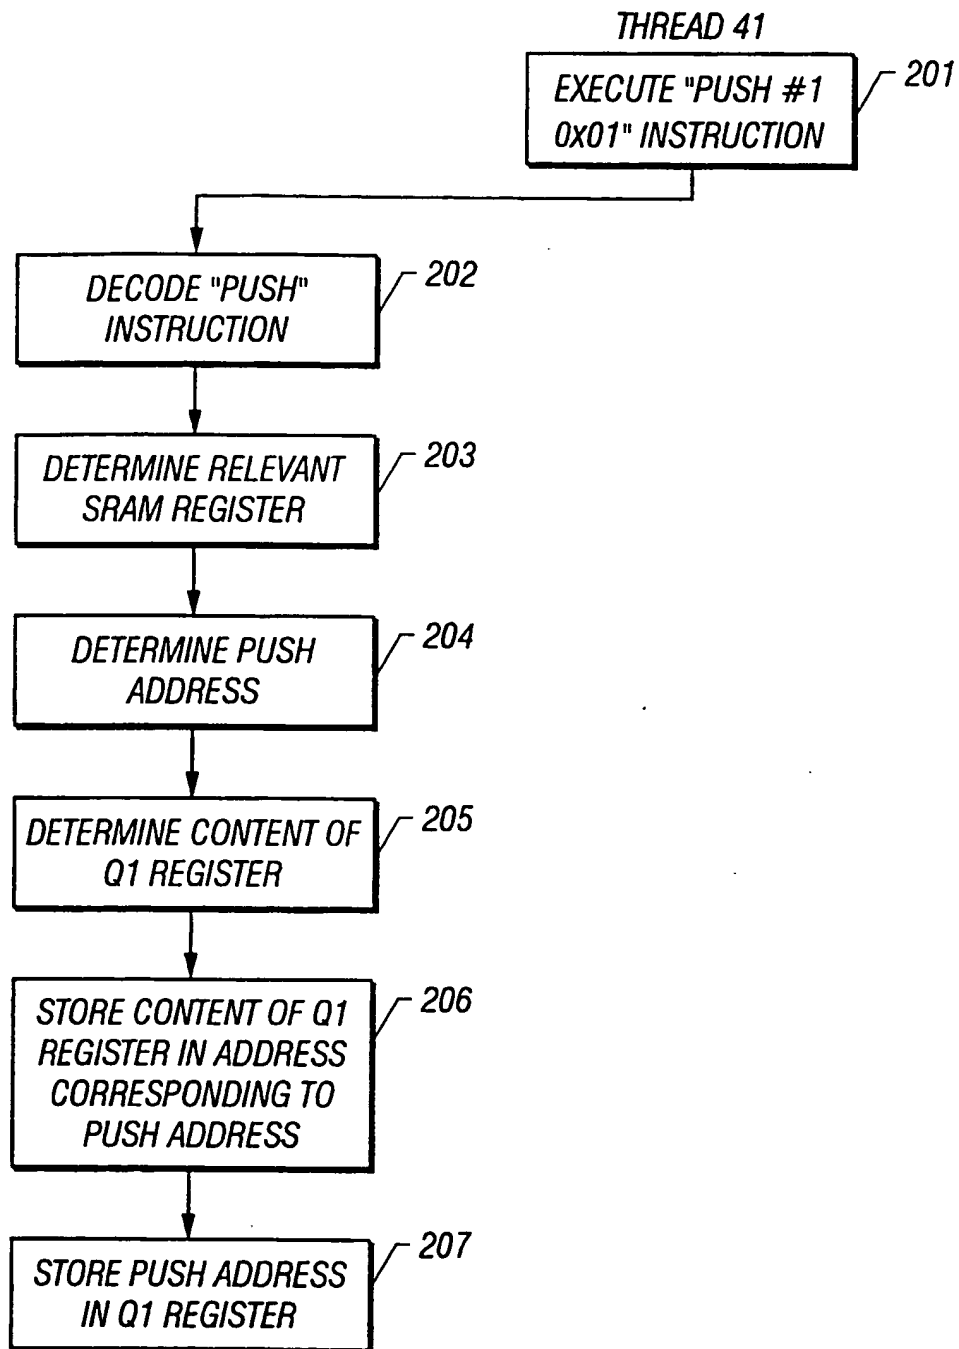 THREAD 41
EXECUTE "PUSH #1
0x01" INSTRUCTION
201
DECODE "PUSH"
INSTRUCTION
202
DETERMINE RELEVANT
SRAM REGISTER
203
DETERMINE PUSH
ADDRESS
204
DETERMINE CONTENT OF
Q1 REGISTER
205
STORE CONTENT OF Q1
REGISTER IN ADDRESS
CORRESPONDING TO
PUSH ADDRESS
206
STORE PUSH ADDRESS
IN Q1 REGISTER
207